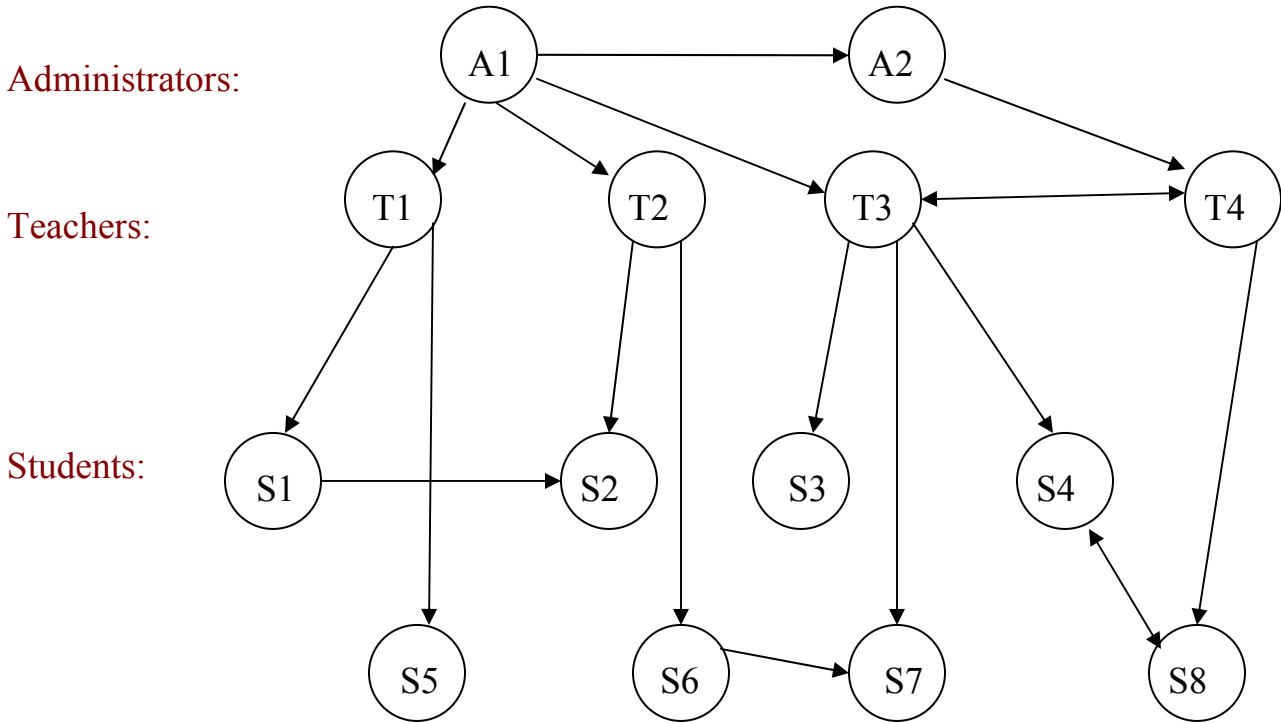 A1 A2
Administrators:
T1 T2 T3 T4
Teachers:
Students:
S1 S2 S3 S4
S5 S6 S7 S8